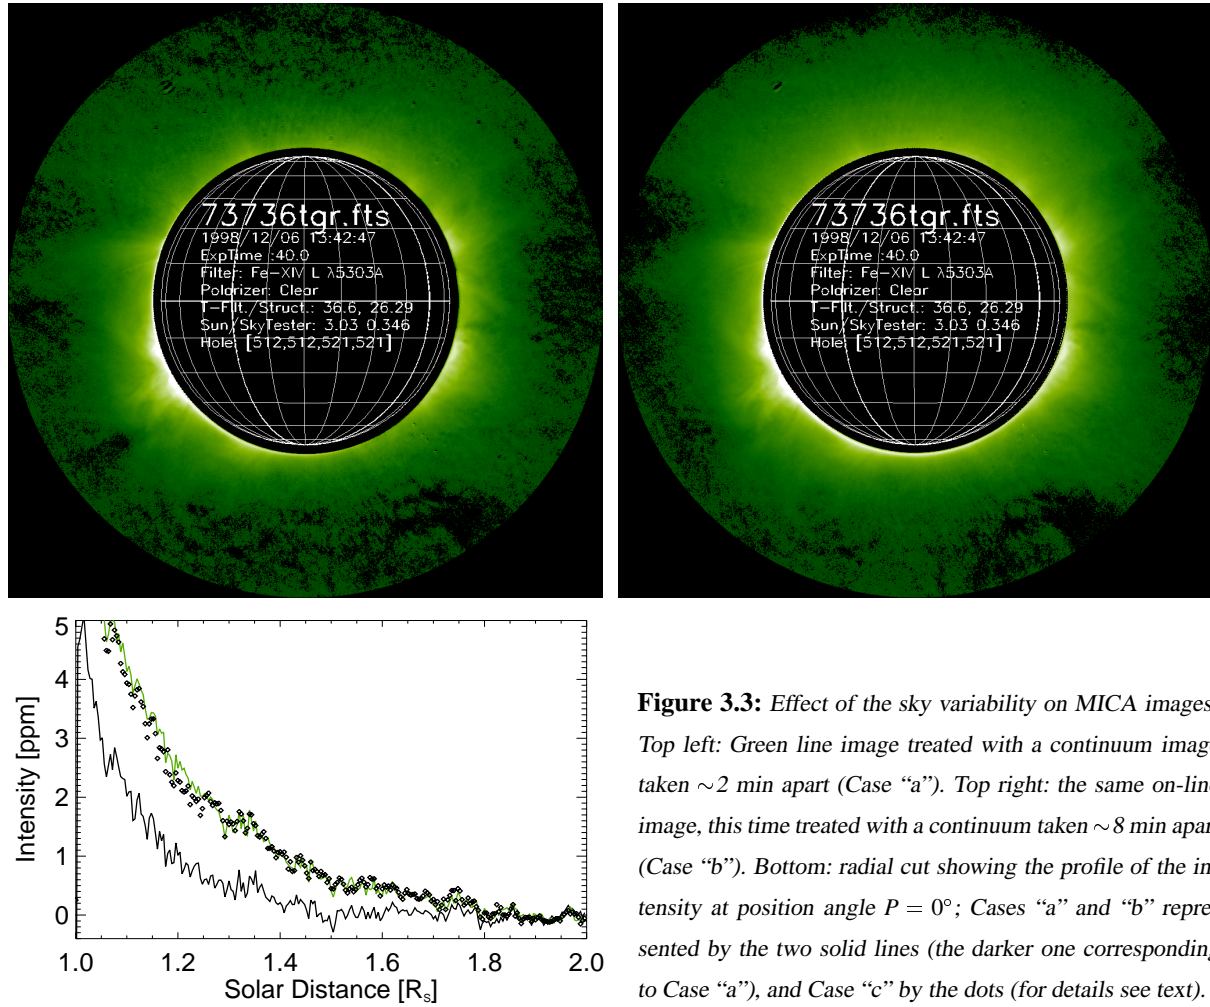 73736tgr.fts
1998/12/06 13:42:47
ExpTime :40.0
Filter: Fe-XIV L λ5303A
Polarizer: Clear
T-Filt./Struct.: 36.6, 26.29
Sun/SkyTester: 3.03 0.346
Hole: [512,512,521,521]
73736tgr.fts
1998/12/06 13:42:47
ExpTime :40.0
Filter: Fe-XIV L λ5303A
Polarizer: Clear
T-Filt./Struct.: 36.6, 26.29
Sun/SkyTester: 3.03 0.346
Hole: [512,512,521,521]
5
4
3
2
1
0
Intensity [ppm]
1.0 1.2 1.4 1.6 1.8 2.0
Solar Distance [Rs]
Figure 3.3: Effect of the sky variability on MICA images
Top left: Green line image treated with a continuum image
taken ∼2 min apart (Case “a”). Top right: the same on-line
image, this time treated with a continuum taken ∼8 min apart
(Case “b”). Bottom: radial cut showing the profile of the in-
tensity at position angle P = 0°; Cases “a” and “b” repre-
sented by the two solid lines (the darker one corresponding
to Case “a”), and Case “c” by the dots (for details see text).